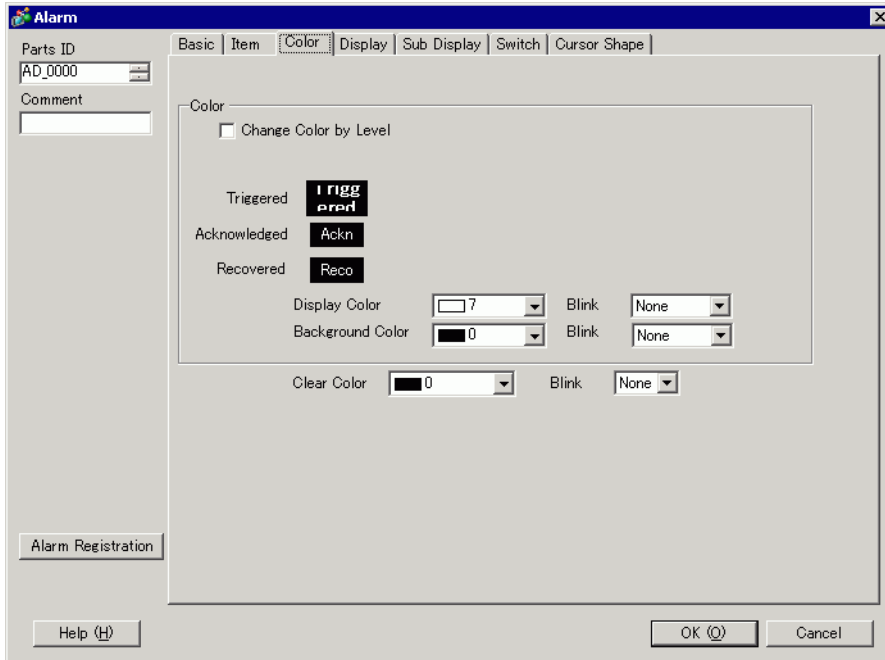 Alarm
Parts ID
AD_0000
Comment
Basic Item Color Display Sub Display Switch Cursor Shape
Color
Change Color by Level
Triggered
Trigg
ered
Acknowledged Ackn
Recovered Reco
Display Color 7 Blink None
Background Color 0 Blink None
Clear Color 0 Blink None
Alarm Registration
Help (H) OK (O) Cancel